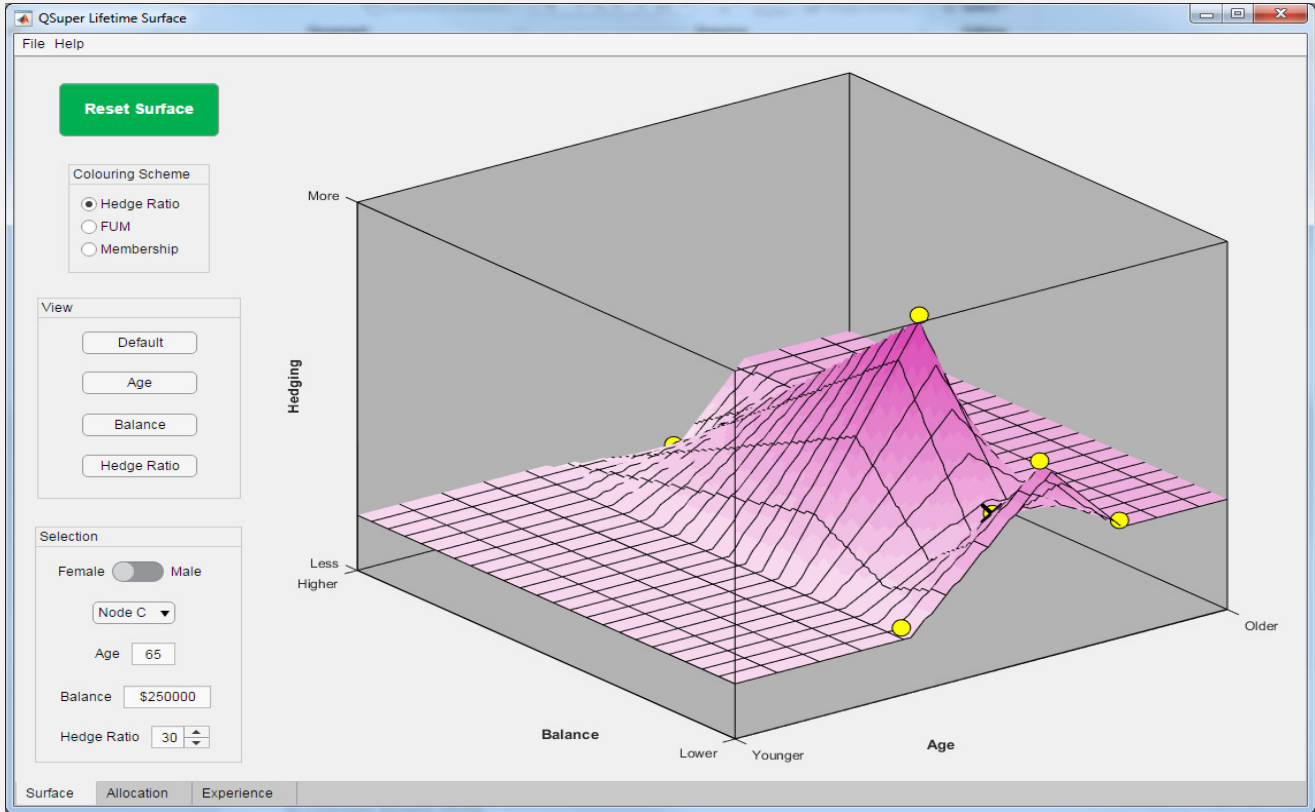 QSuper Lifetime Surface
File Help
Reset Surface
Colouring Scheme
Hedge Ratio
FUM
Membership
View
Default
Age
Balance
Hedge Ratio
Selection
Female Male
Node C
Age 65
Balance $250000
Hedge Ratio 30
More
Hedging
Less
Higher
Balance
Lower
Younger
Age
Older
Surface Allocation Experience